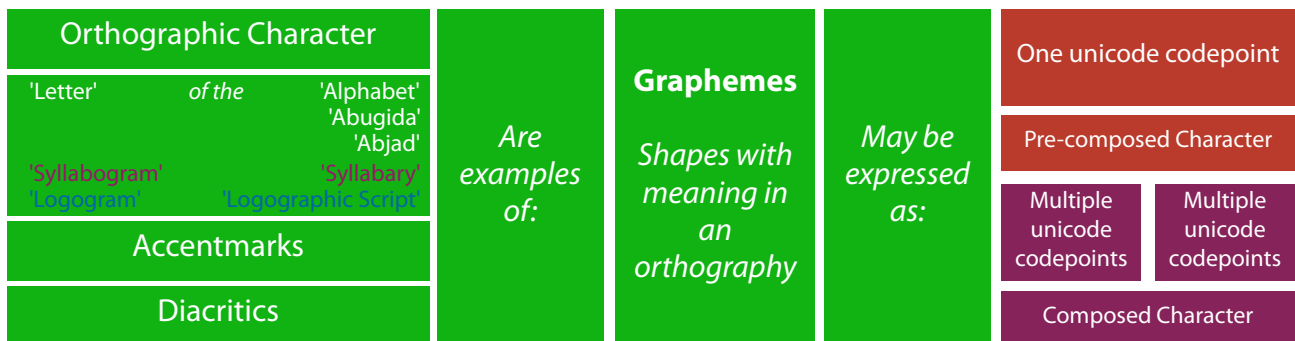 Orthographic Character
'Letter' of the 'Alphabet'
'Abugida'
'Abjad'
'Syllabogram' 'Syllabary'
'Logogram' 'Logographic Script'
Accentmarks
Diacritics
Are
examples
of:
Graphemes
Shapes with
meaning in
an
orthography
May be
expressed
as:
One unicode codepoint
Pre-composed Character
Multiple
unicode
codepoints
Multiple
unicode
codepoints
Composed Character